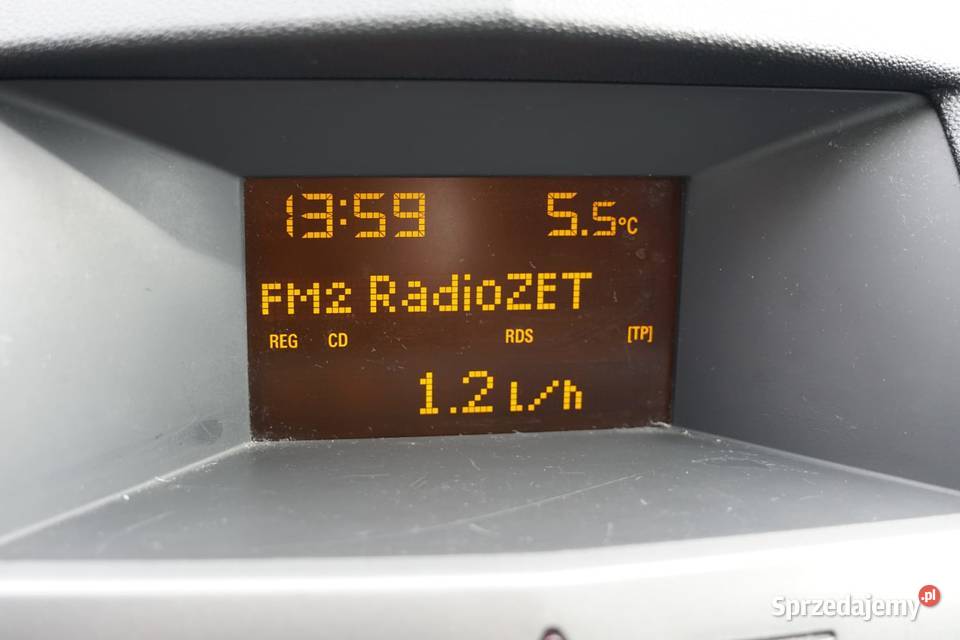 13:59 5.5°C
FM2 RadioZET
REG CD RDS [TP]
1.2 l/h
Sprzedajemy.pl